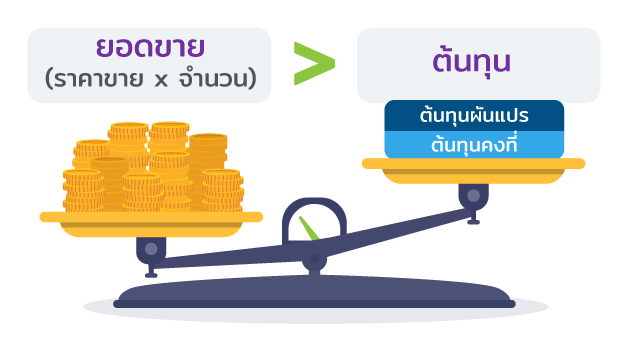 ยอดขาย
(ราคาขาย x จำนวน)
>
ต้นทุน
ต้นทุนผันแปร
ต้นทุนคงที่